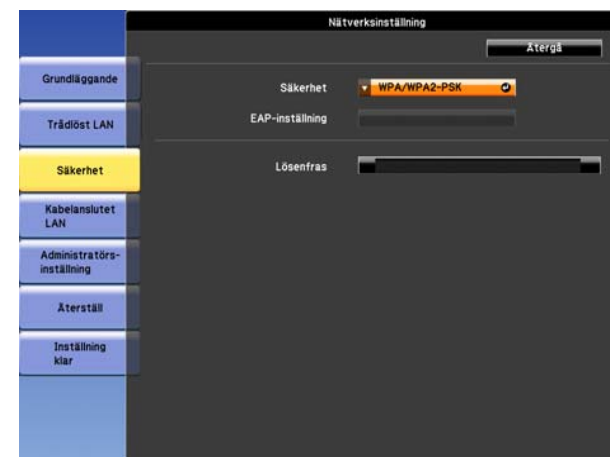 Nätverksinställning
Återgå
Grundläggande
Trådlöst LAN
Säkerhet
Kabelanslutet
LAN
Administratörs-
inställning
Återställ
Inställning
klar
Säkerhet WPA/WPA2-PSK
EAP-inställning
Lösenfras